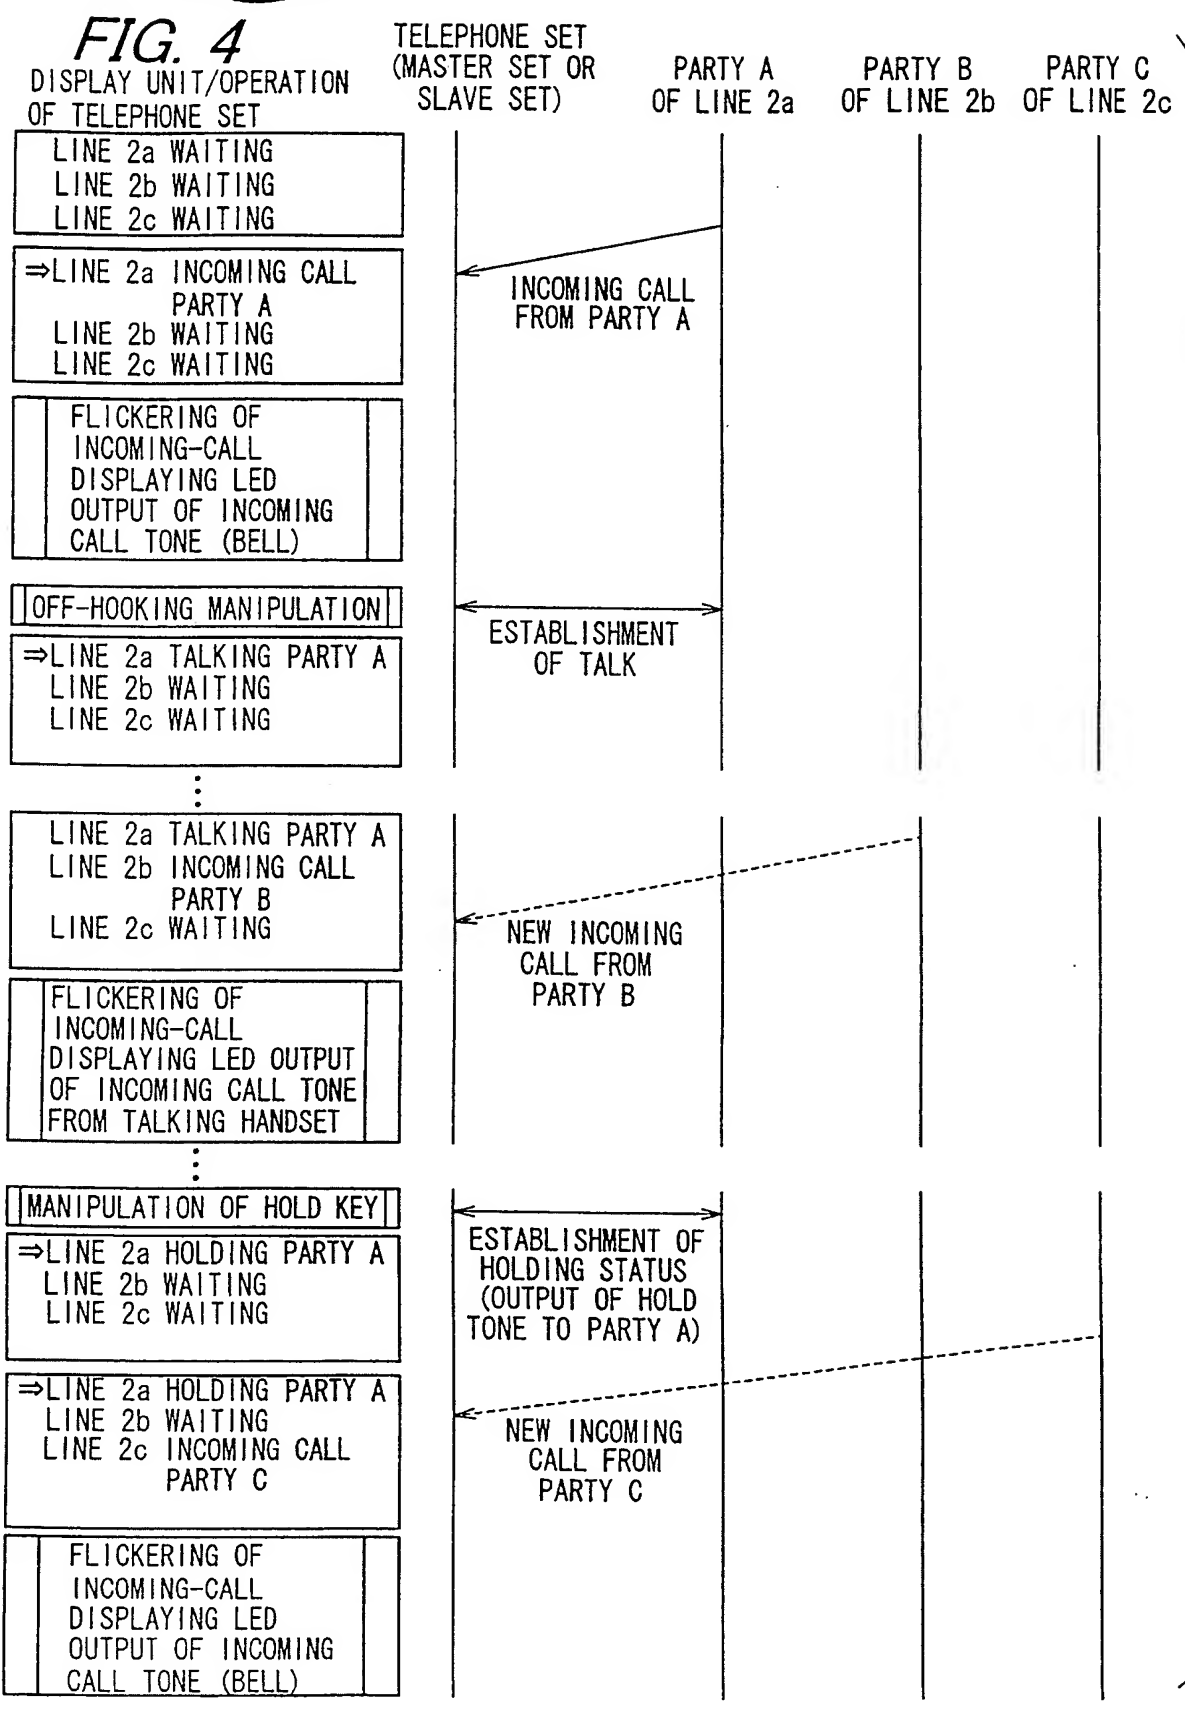 FIG. 4
DISPLAY UNIT/OPERATION
OF TELEPHONE SET
TELEPHONE SET
(MASTER SET OR
SLAVE SET)
PARTY A
OF LINE 2a
PARTY B
OF LINE 2b
PARTY C
OF LINE 2c
LINE 2a WAITING
LINE 2b WAITING
LINE 2c WAITING
⇒LINE 2a INCOMING CALL
PARTY A
LINE 2b WAITING
LINE 2c WAITING
INCOMING CALL
FROM PARTY A
FLICKERING OF
INCOMING-CALL
DISPLAYING LED
OUTPUT OF INCOMING
CALL TONE (BELL)
OFF-HOOKING MANIPULATION
ESTABLISHMENT
OF TALK
⇒LINE 2a TALKING PARTY A
LINE 2b WAITING
LINE 2c WAITING
LINE 2a TALKING PARTY A
LINE 2b INCOMING CALL
PARTY B
LINE 2c WAITING
NEW INCOMING
CALL FROM
PARTY B
FLICKERING OF
INCOMING-CALL
DISPLAYING LED OUTPUT
OF INCOMING CALL TONE
FROM TALKING HANDSET
MANIPULATION OF HOLD KEY
ESTABLISHMENT OF
HOLDING STATUS
(OUTPUT OF HOLD
TONE TO PARTY A)
⇒LINE 2a HOLDING PARTY A
LINE 2b WAITING
LINE 2c WAITING
⇒LINE 2a HOLDING PARTY A
LINE 2b WAITING
LINE 2c INCOMING CALL
PARTY C
NEW INCOMING
CALL FROM
PARTY C
FLICKERING OF
INCOMING-CALL
DISPLAYING LED
OUTPUT OF INCOMING
CALL TONE (BELL)